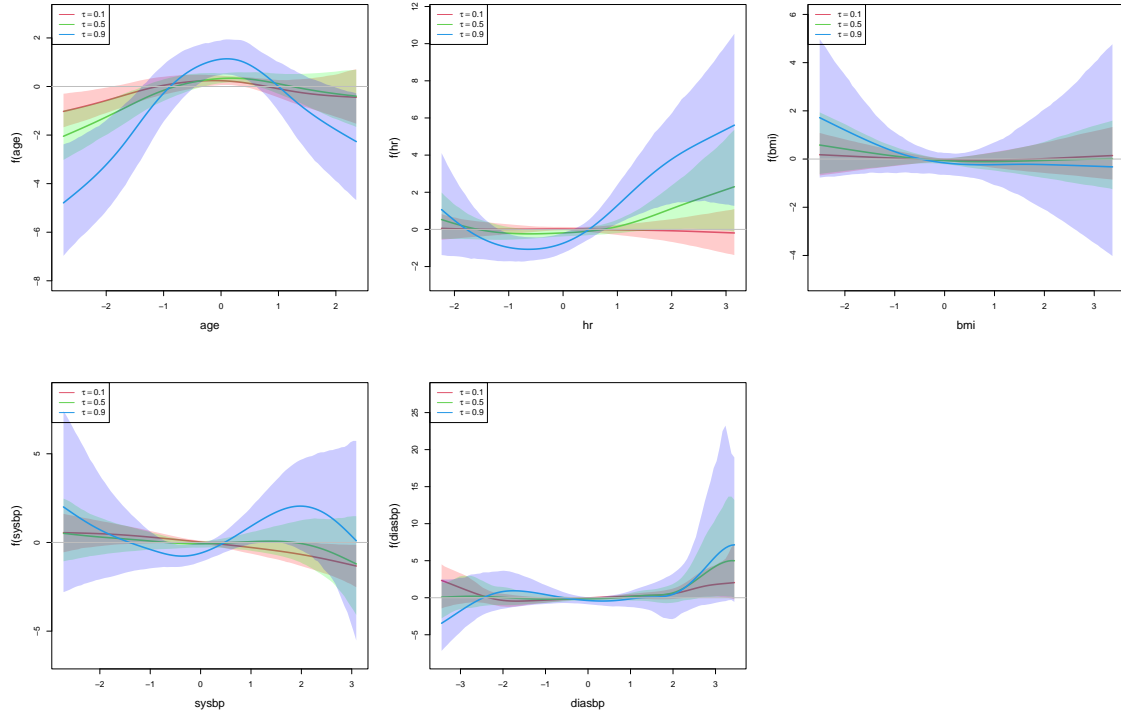 τ = 0.1
τ = 0.5
τ = 0.9
f(age)
2
0
−2
−4
−6
−8
−2 −1 0 1 2
age
τ = 0.1
τ = 0.5
τ = 0.9
f(hr)
12
10
8
6
4
2
0
−2
−2 −1 0 1 2 3
hr
τ = 0.1
τ = 0.5
τ = 0.9
f(bmi)
6
4
2
0
−2
−4
−2 −1 0 1 2 3
bmi
τ = 0.1
τ = 0.5
τ = 0.9
f(sysbp)
5
0
−5
−2 −1 0 1 2 3
sysbp
τ = 0.1
τ = 0.5
τ = 0.9
f(diasbp)
25
20
15
10
5
0
−5
−3 −2 −1 0 1 2 3
diasbp